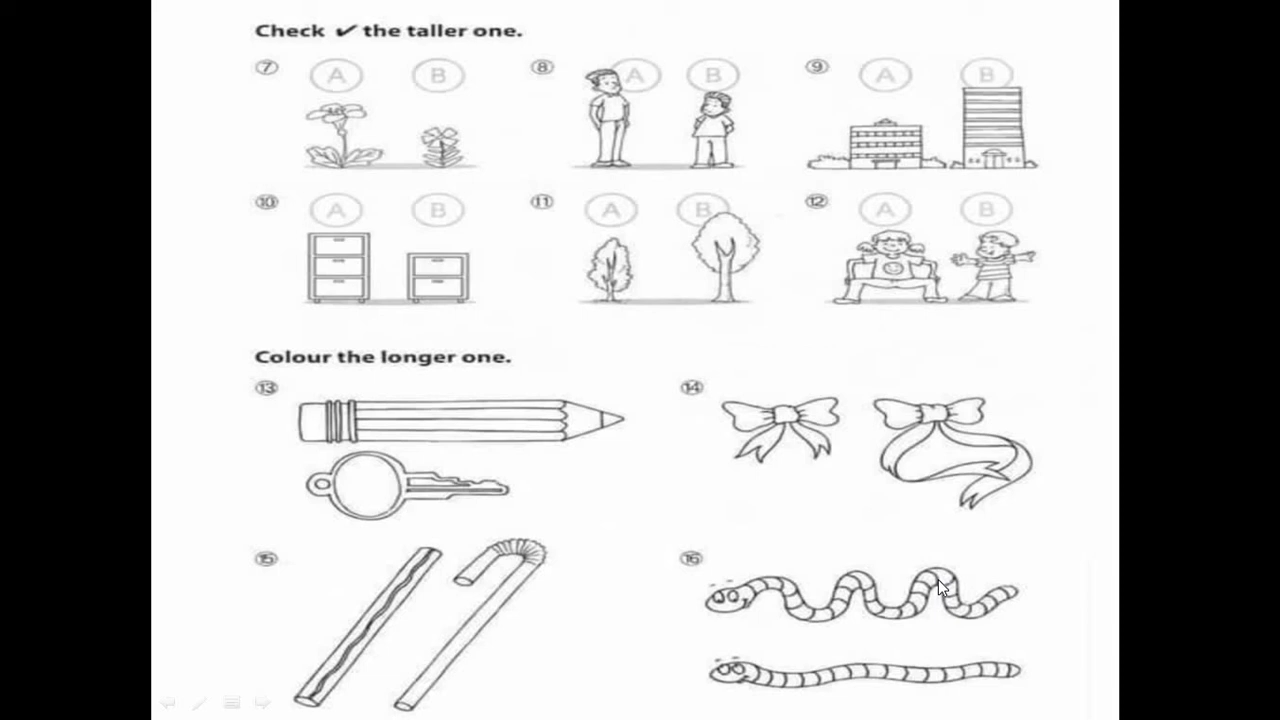 Check ✔ the taller one.
⑦ A B
⑧ A B
⑨ A B
⑩ A B
⑪ A B
⑫ A B
Colour the longer one.
⑬
⑭
⑮
⑯